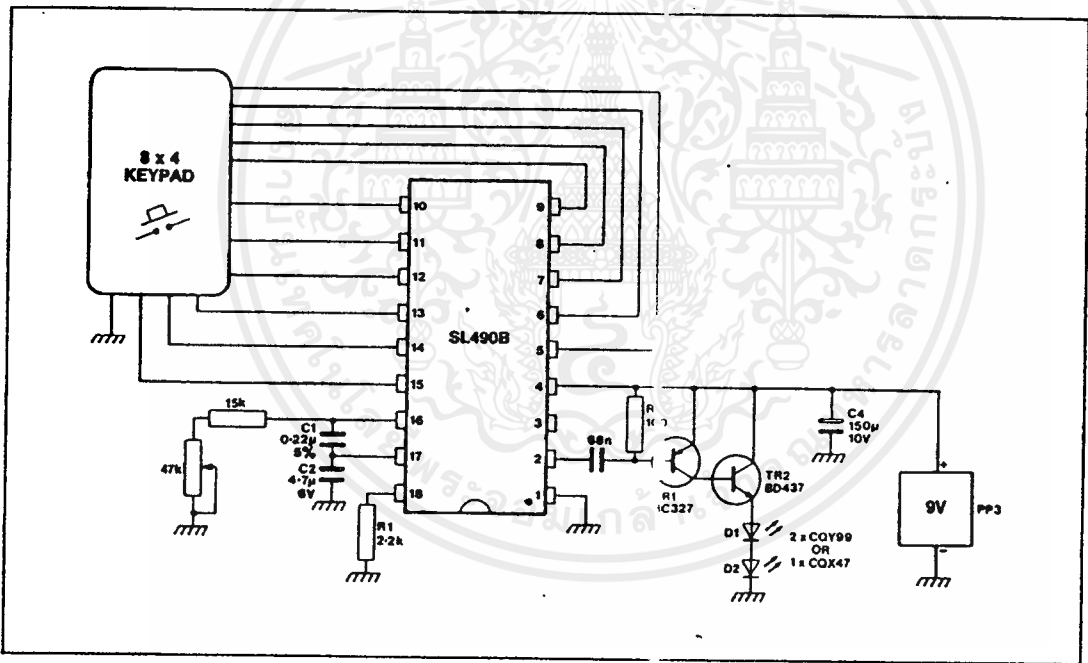 8 x 4
KEYPAD
SL490B
10
11
12
13
14
15
16
17
18
9
8
7
6
5
4
3
2
1
15k
47k
C1
0·22µ
5%
C2
4·7µ
6V
R1
2·2k
68n
R
R1
C327
TR2
BD437
D1
D2
2 x CQY99
OR
1 x CQX47
C4
150µ
10V
+
9V
−
PP3